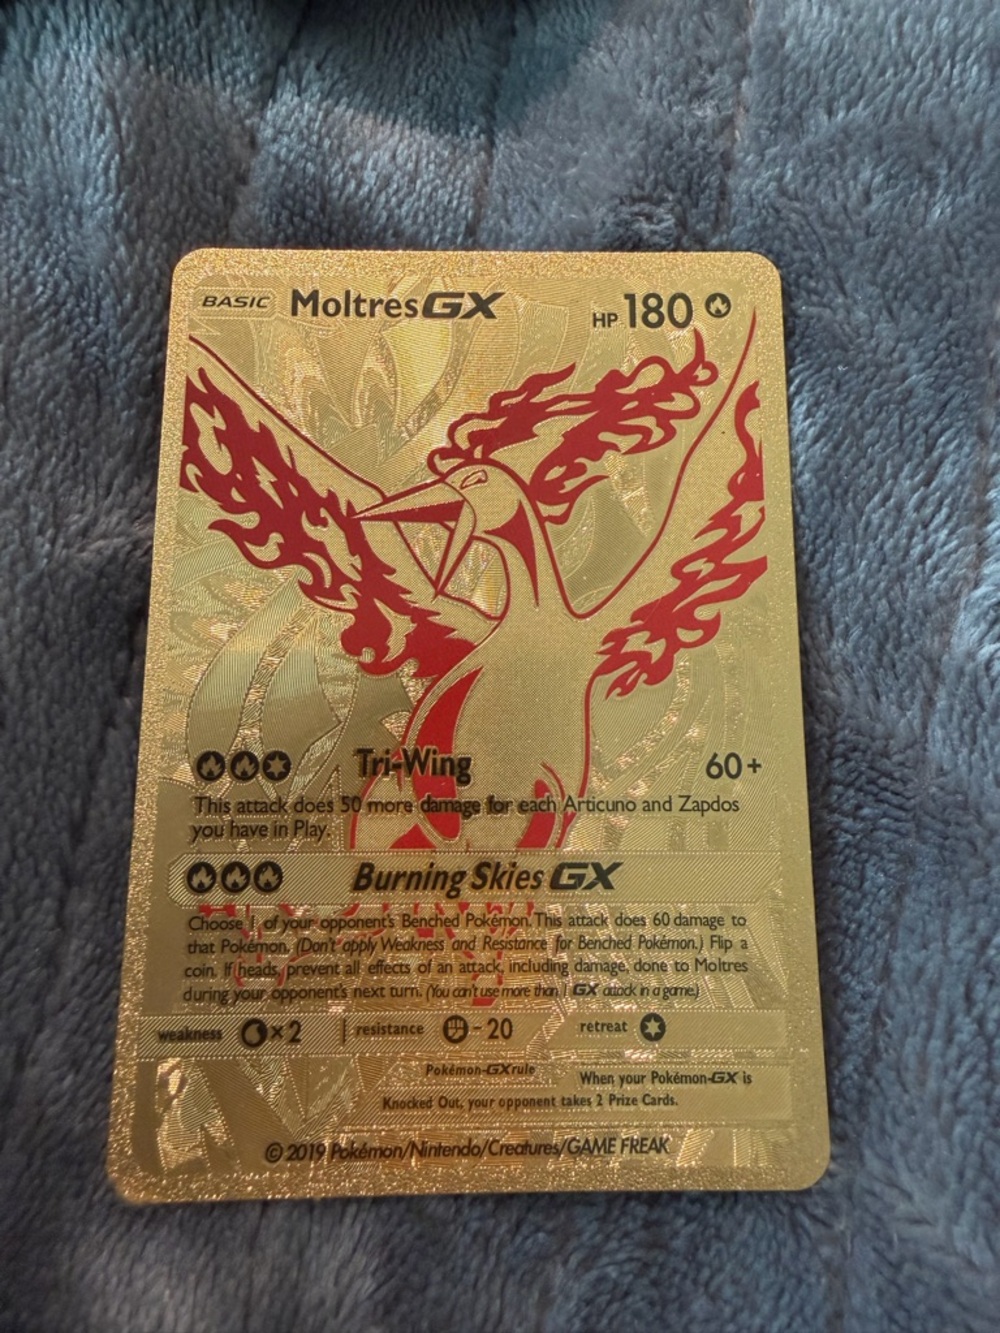 BASIC Moltres GX HP 180
Tri-Wing 60+
This attack does 50 more damage for each Articuno and Zapdos
you have in Play.
Burning Skies GX
Choose 1 of your opponent's Benched Pokémon. This attack does 60 damage to
that Pokémon. (Don't apply Weakness and Resistance for Benched Pokémon.) Flip a
coin. If heads, prevent all effects of an attack, including damage, done to Moltres
during your opponent's next turn. (You can't use more than 1 GX attack in a game.)
weakness ×2 resistance -20 retreat
Pokémon-GX rule When your Pokémon-GX is
Knocked Out, your opponent takes 2 Prize Cards.
© 2019 Pokémon/Nintendo/Creatures/GAME FREAK